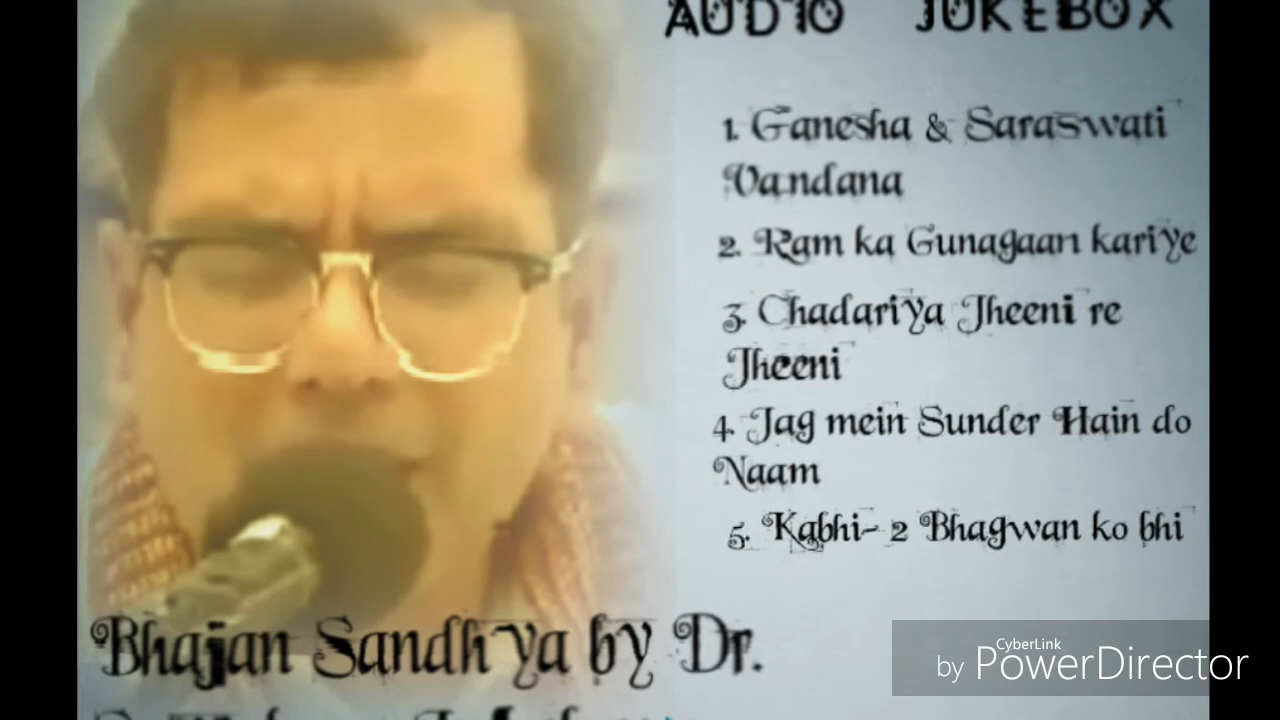 AUDIO JUKEBOX
1. Ganesha & Saraswati
Vandana
2. Ram ka Gunagaan kariye
3. Chadariya Jheeni re
Jheeni
4. Jag mein Sunder Hain do
Naam
5. Kabhi- 2 Bhagwan ko bhi
Bhajan Sandhya by Dr.
CyberLink
by PowerDirector